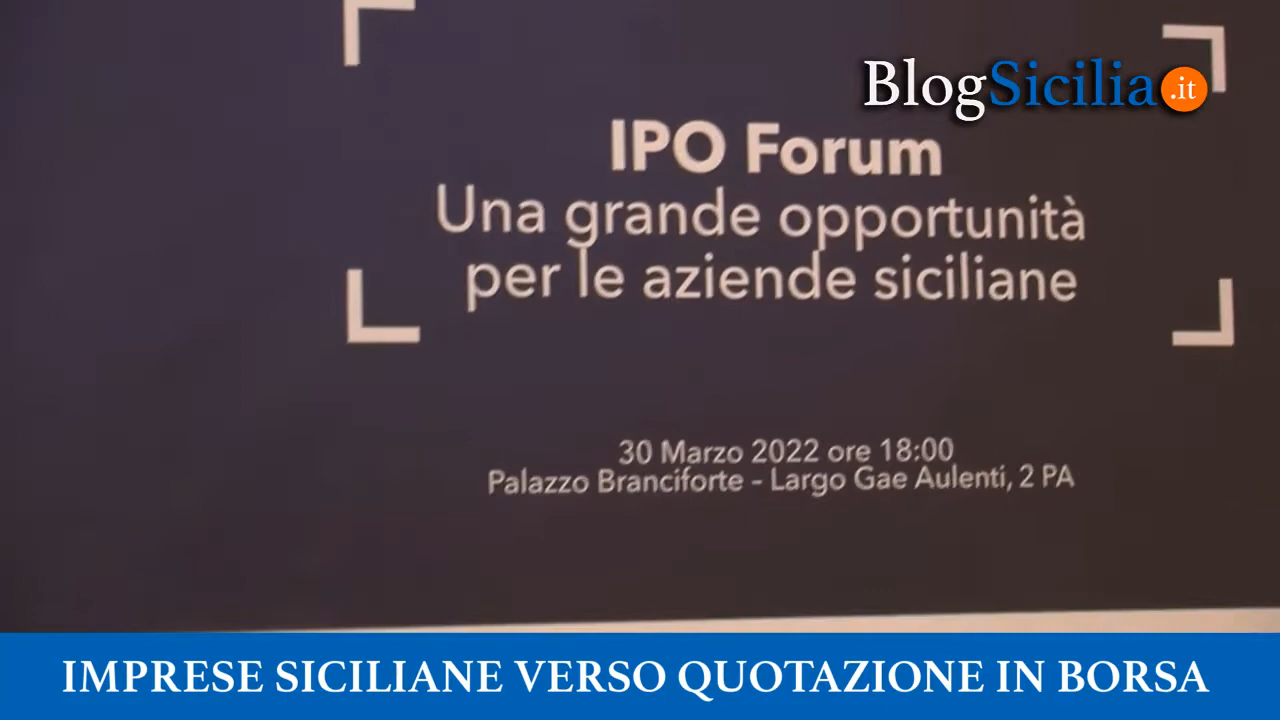 BlogSicilia.it
IPO Forum
Una grande opportunità
per le aziende siciliane
30 Marzo 2022 ore 18:00
Palazzo Branciforte - Largo Gae Aulenti, 2 PA
IMPRESE SICILIANE VERSO QUOTAZIONE IN BORSA